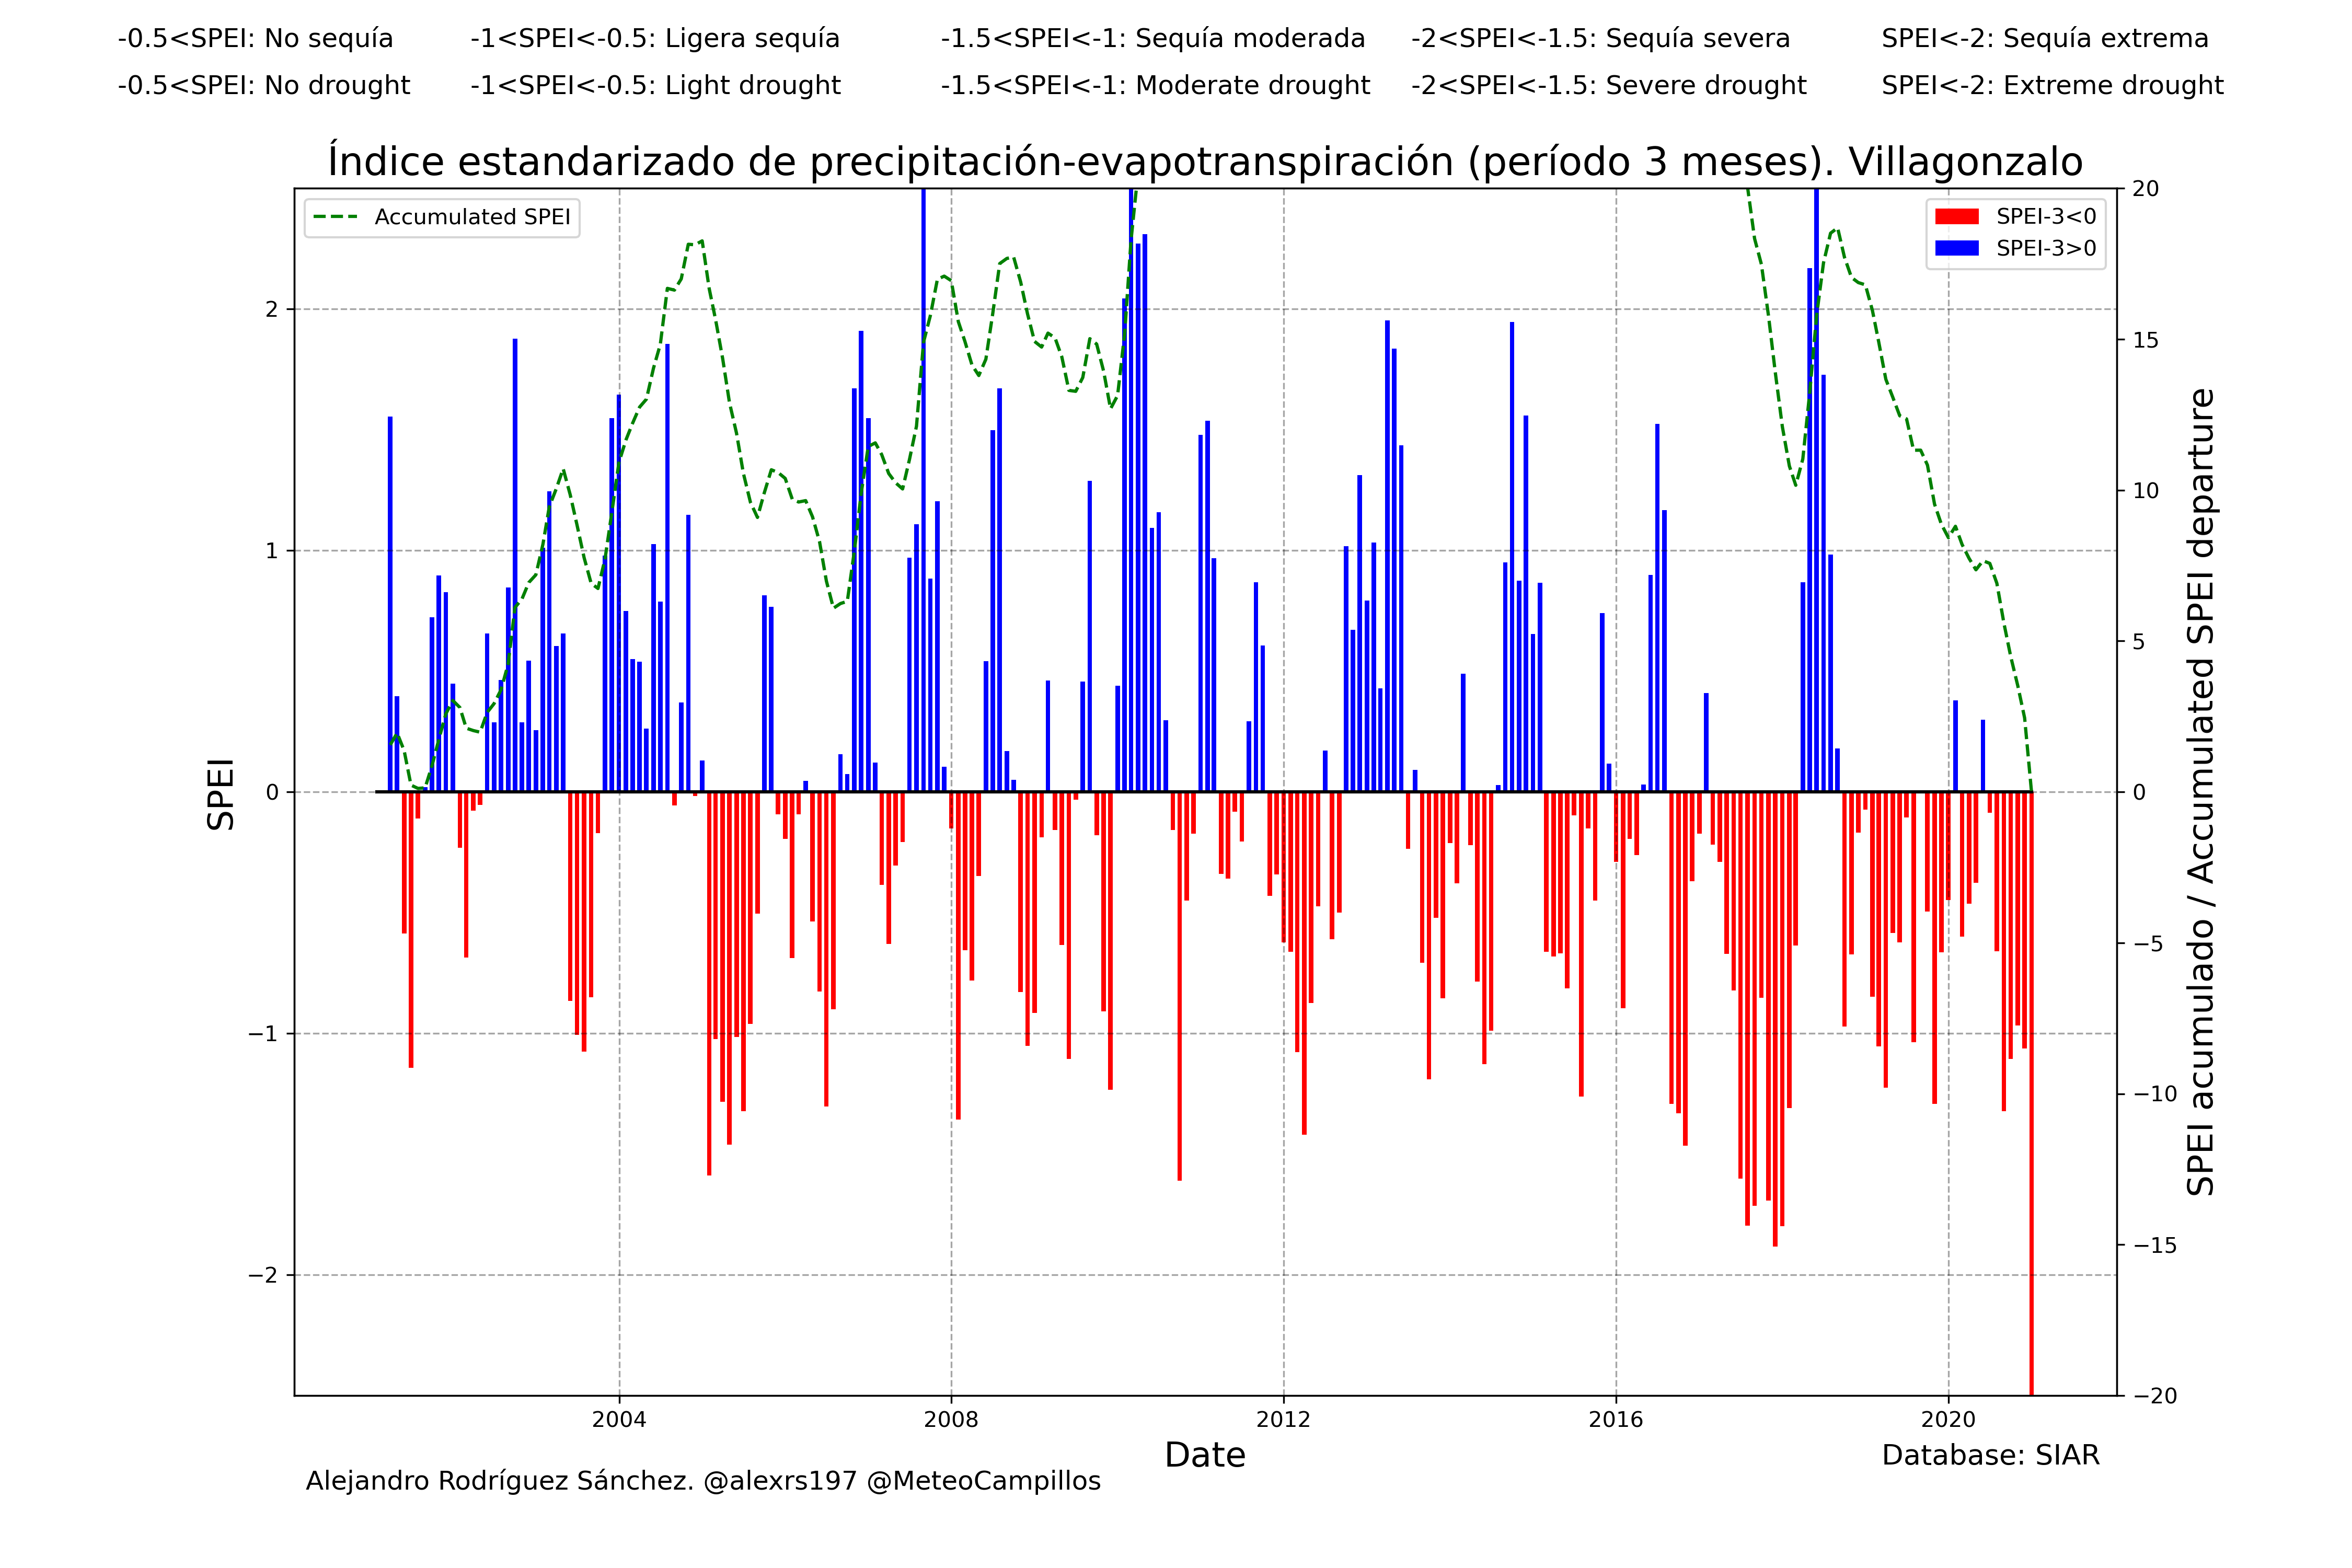 -0.5<SPEI: No sequía -1<SPEI<-0.5: Ligera sequía -1.5<SPEI<-1: Sequía moderada -2<SPEI<-1.5: Sequía severa SPEI<-2: Sequía extrema
-0.5<SPEI: No drought -1<SPEI<-0.5: Light drought -1.5<SPEI<-1: Moderate drought -2<SPEI<-1.5: Severe drought SPEI<-2: Extreme drought
Índice estandarizado de precipitación-evapotranspiración (período 3 meses). Villagonzalo
Accumulated SPEI
SPEI-3<0
SPEI-3>0
SPEI
2
1
0
−1
−2
20
15
10
5
0
−5
−10
−15
−20
SPEI acumulado / Accumulated SPEI departure
2004 2008 2012 2016 2020
Date
Database: SIAR
Alejandro Rodríguez Sánchez. @alexrs197 @MeteoCampillos